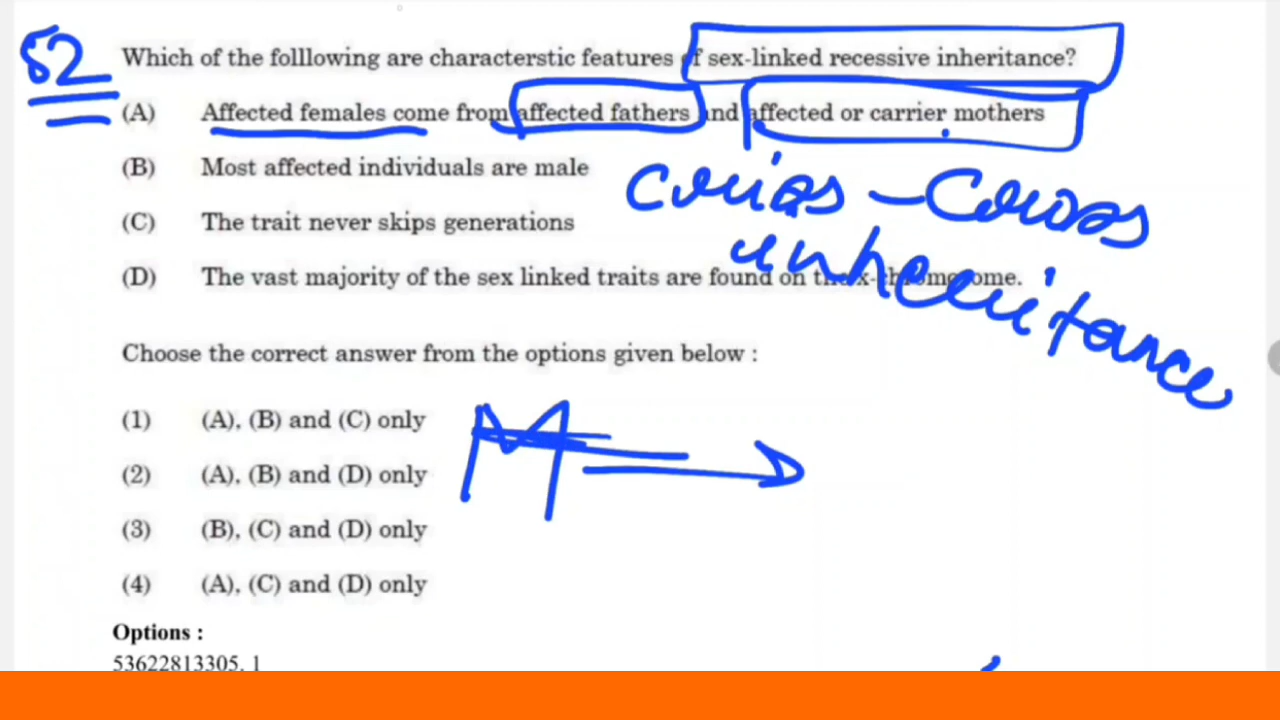 52
Which of the folllowing are characterstic features of sex-linked recessive inheritance?
(A) Affected females come from affected fathers and affected or carrier mothers
(B) Most affected individuals are male
criss-cross
inheritance
(C) The trait never skips generations
(D) The vast majority of the sex linked traits are found on the x-chromosome.
Choose the correct answer from the options given below :
(1) (A), (B) and (C) only
(2) (A), (B) and (D) only
(3) (B), (C) and (D) only
(4) (A), (C) and (D) only
M
Options :
53622813305. 1